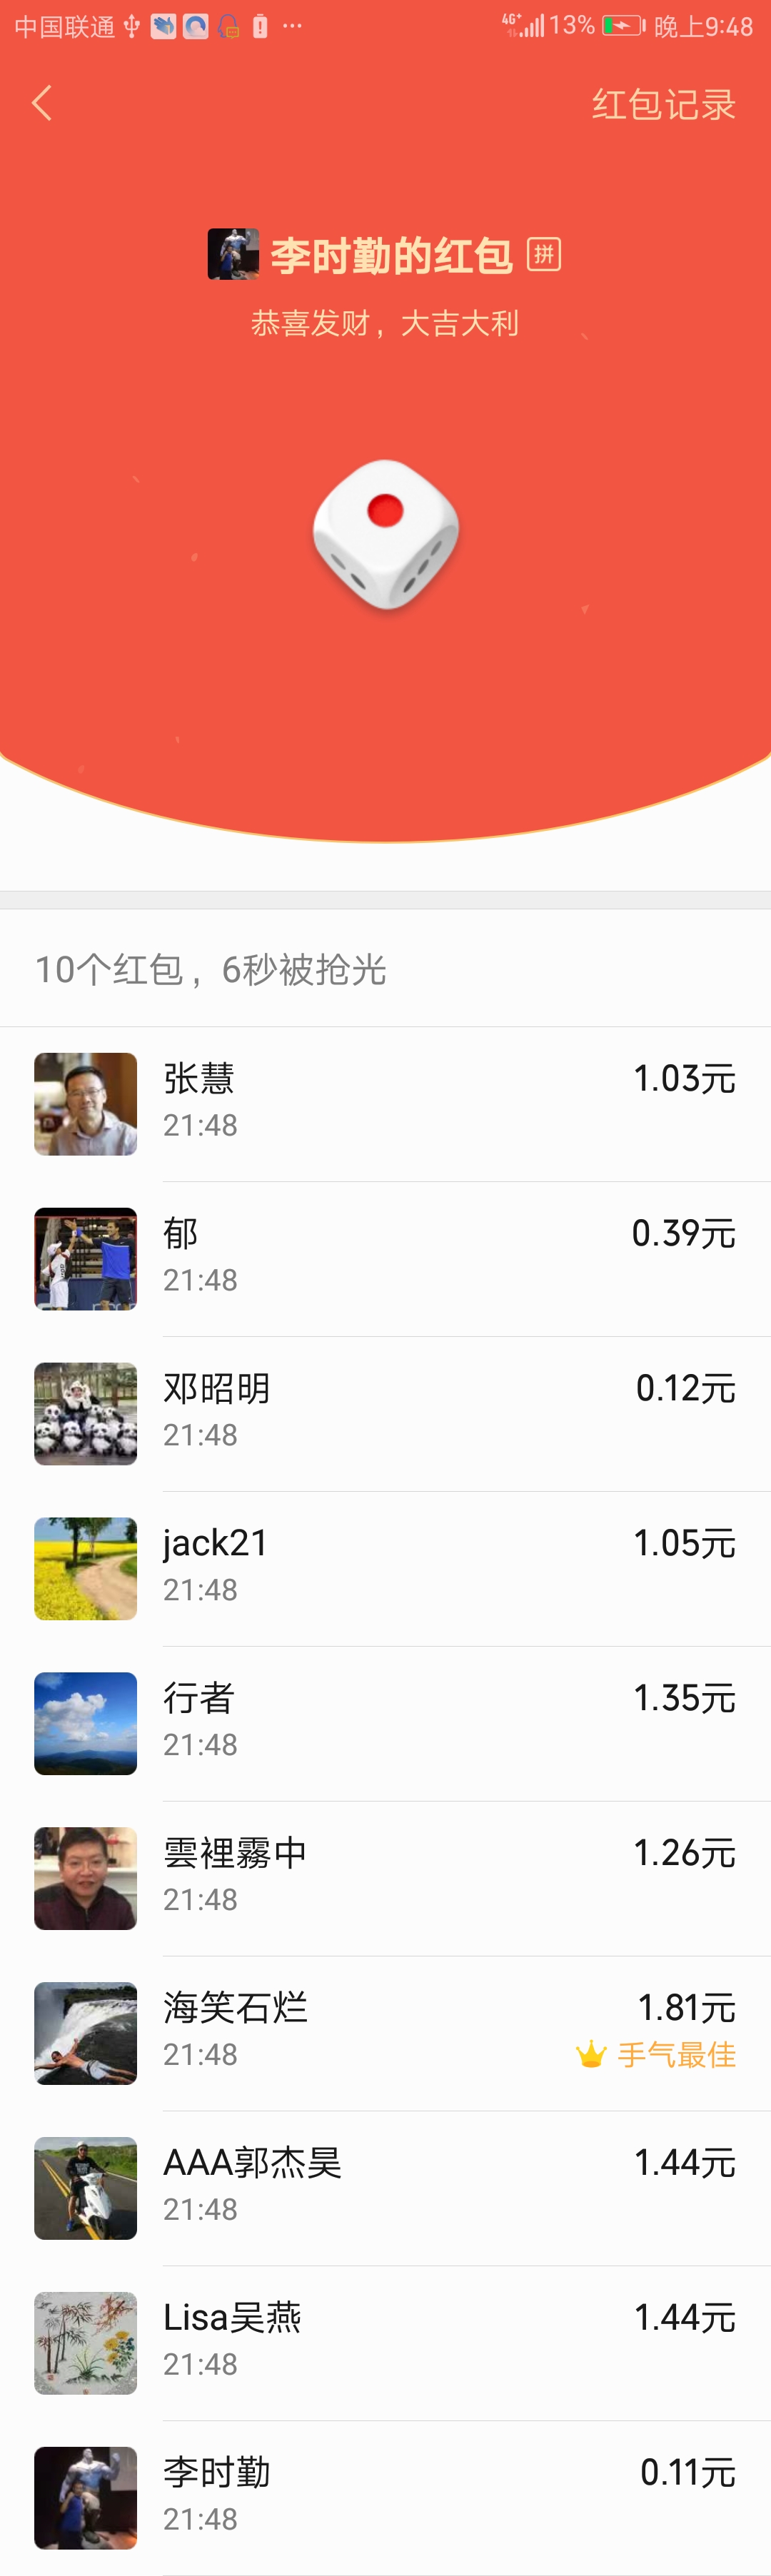 中国联通 4G+ 13% 晚上9:48
红包记录
李时勤的红包 拼
恭喜发财，大吉大利
10个红包，6秒被抢光
张慧 1.03元
21:48
郁 0.39元
21:48
邓昭明 0.12元
21:48
jack21 1.05元
21:48
行者 1.35元
21:48
雲裡霧中 1.26元
21:48
海笑石烂 1.81元
21:48 手气最佳
AAA郭杰昊 1.44元
21:48
Lisa吴燕 1.44元
21:48
李时勤 0.11元
21:48